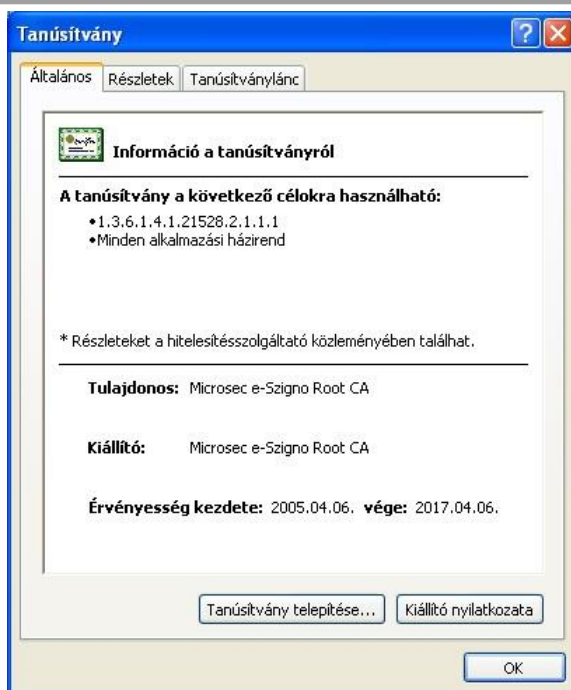 Tanúsítvány
Általános Részletek Tanúsítványlánc
Információ a tanúsítványról
A tanúsítvány a következő célokra használható:
•1.3.6.1.4.1.21528.2.1.1.1
•Minden alkalmazási házirend
* Részleteket a hitelesítésszolgáltató közleményében találhat.
Tulajdonos: Microsec e-Szigno Root CA
Kiállító: Microsec e-Szigno Root CA
Érvényesség kezdete: 2005.04.06. vége: 2017.04.06.
Tanúsítvány telepítése... Kiállító nyilatkozata
OK